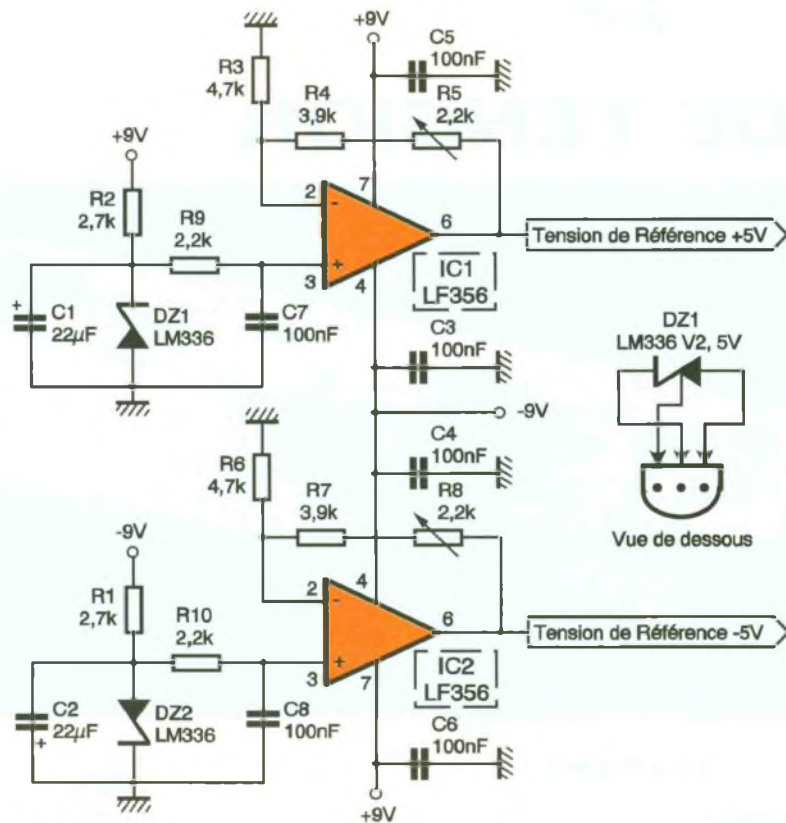 DE TENSION
+9V
C5
100nF
R3
4,7k
R4
3,9k
R5
2,2k
+9V
R2
2,7k
R9
2,2k
2
-
7
6
Tension de Référence +5V
3
+
4
IC1
LF356
+
C1
22µF
DZ1
LM336
C7
100nF
C3
100nF
DZ1
LM336 V2, 5V
-9V
C4
100nF
R6
4,7k
R7
3,9k
R8
2,2k
Vue de dessous
-9V
R1
2,7k
R10
2,2k
2
-
4
6
Tension de Référence -5V
3
+
7
IC2
LF356
C2
22µF
+
DZ2
LM336
C8
100nF
C6
100nF
+9V